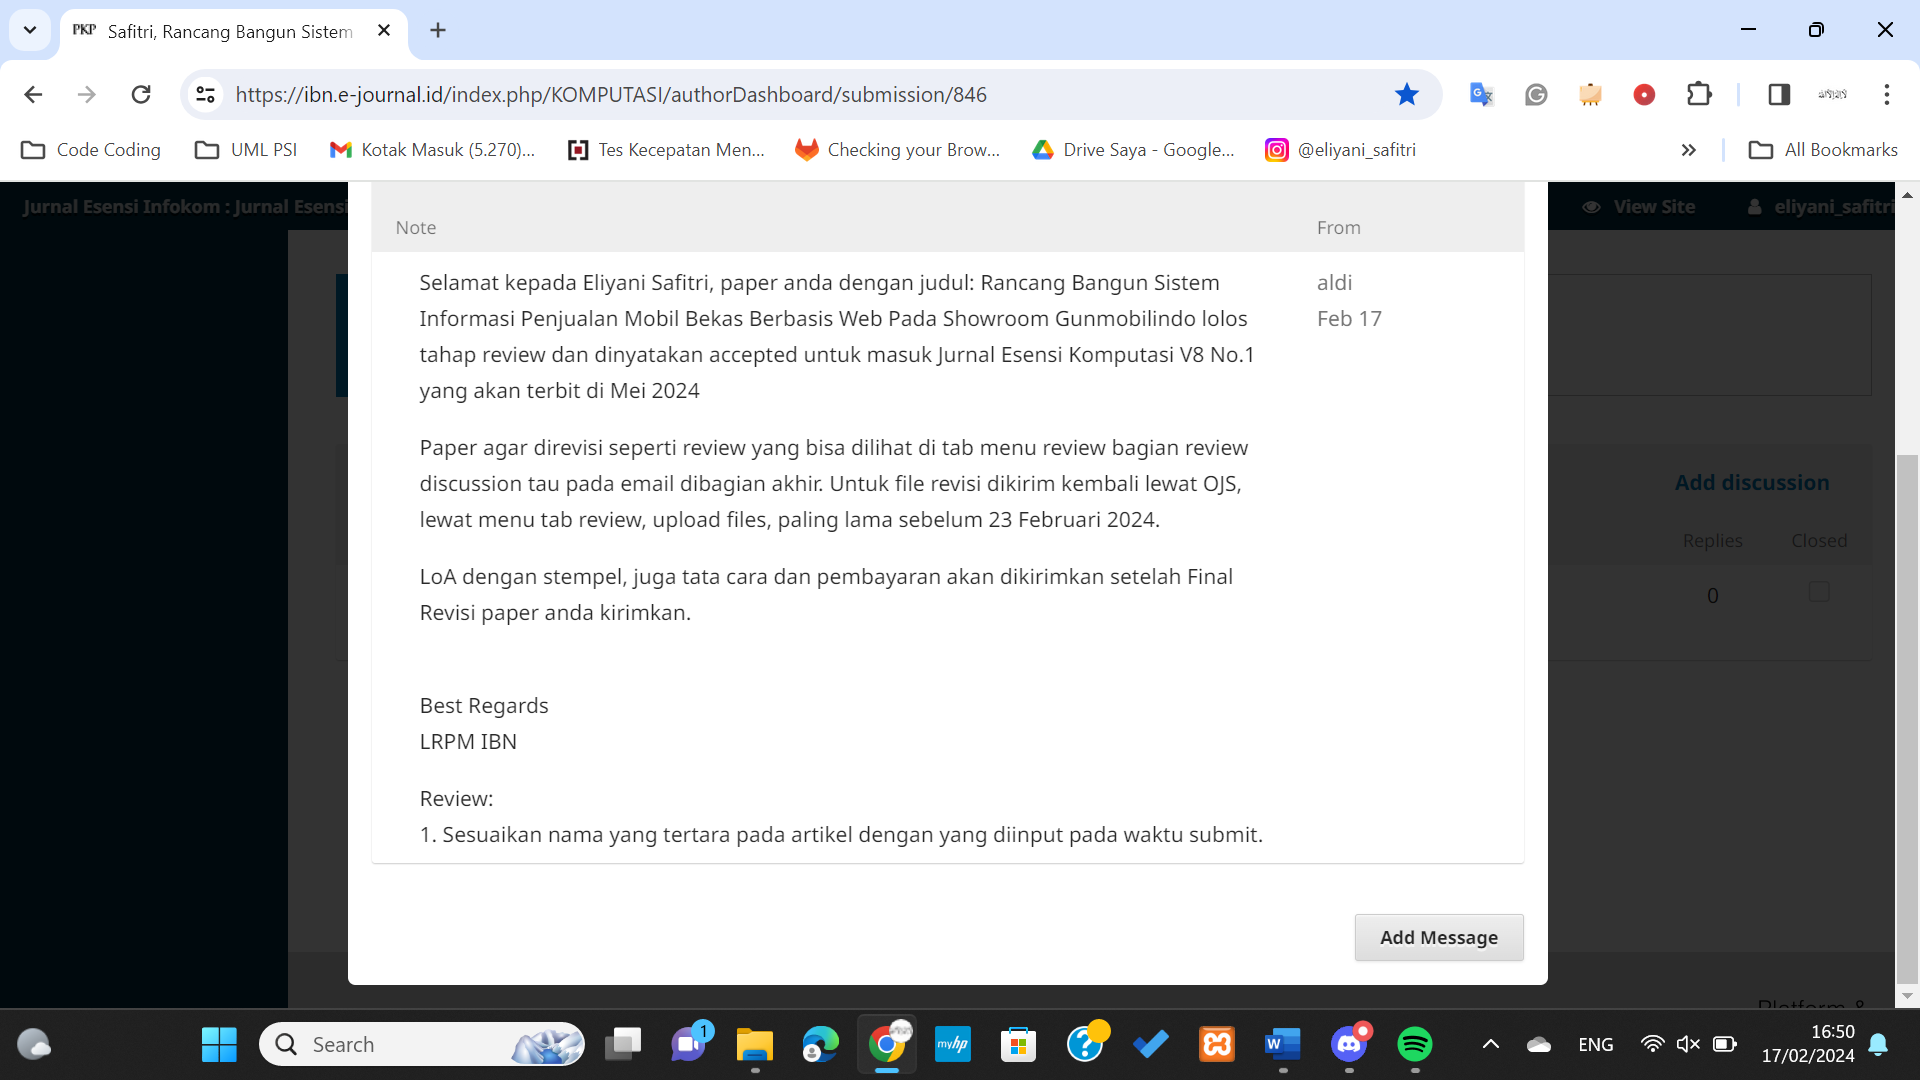 PKP Safitri, Rancang Bangun Sistem
https://ibn.e-journal.id/index.php/KOMPUTASI/authorDashboard/submission/846
Code Coding
UML PSI
Kotak Masuk (5.270)...
Tes Kecepatan Men...
Checking your Brow...
Drive Saya - Google...
@eliyani_safitri
All Bookmarks
Jurnal Esensi Infokom : Jurnal Esensi
View Site
eliyani_safitri
Note
From
Selamat kepada Eliyani Safitri, paper anda dengan judul: Rancang Bangun Sistem
Informasi Penjualan Mobil Bekas Berbasis Web Pada Showroom Gunmobilindo lolos
tahap review dan dinyatakan accepted untuk masuk Jurnal Esensi Komputasi V8 No.1
yang akan terbit di Mei 2024
aldi
Feb 17
Paper agar direvisi seperti review yang bisa dilihat di tab menu review bagian review
discussion tau pada email dibagian akhir. Untuk file revisi dikirim kembali lewat OJS,
lewat menu tab review, upload files, paling lama sebelum 23 Februari 2024.
LoA dengan stempel, juga tata cara dan pembayaran akan dikirimkan setelah Final
Revisi paper anda kirimkan.
Best Regards
LRPM IBN
Review:
1. Sesuaikan nama yang tertara pada artikel dengan yang diinput pada waktu submit.
Add Message
Add discussion
Replies
Closed
0
Platform &
Search
1
myhp
ENG
16:50
17/02/2024